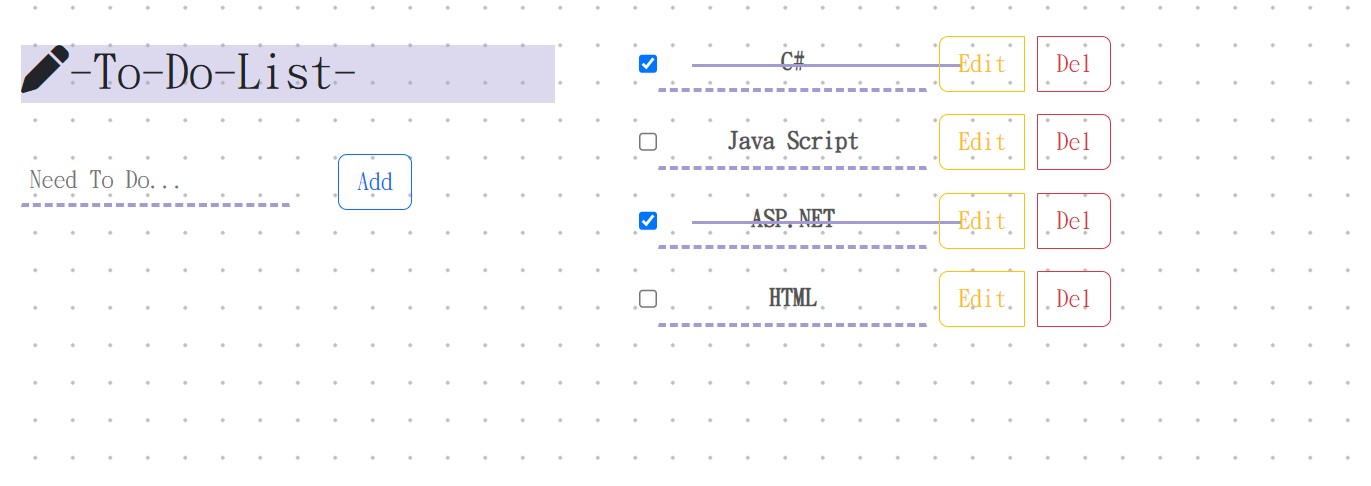 -To-Do-List-
Need To Do...
Add
C# Edit Del
Java Script Edit Del
ASP.NET Edit Del
HTML Edit Del